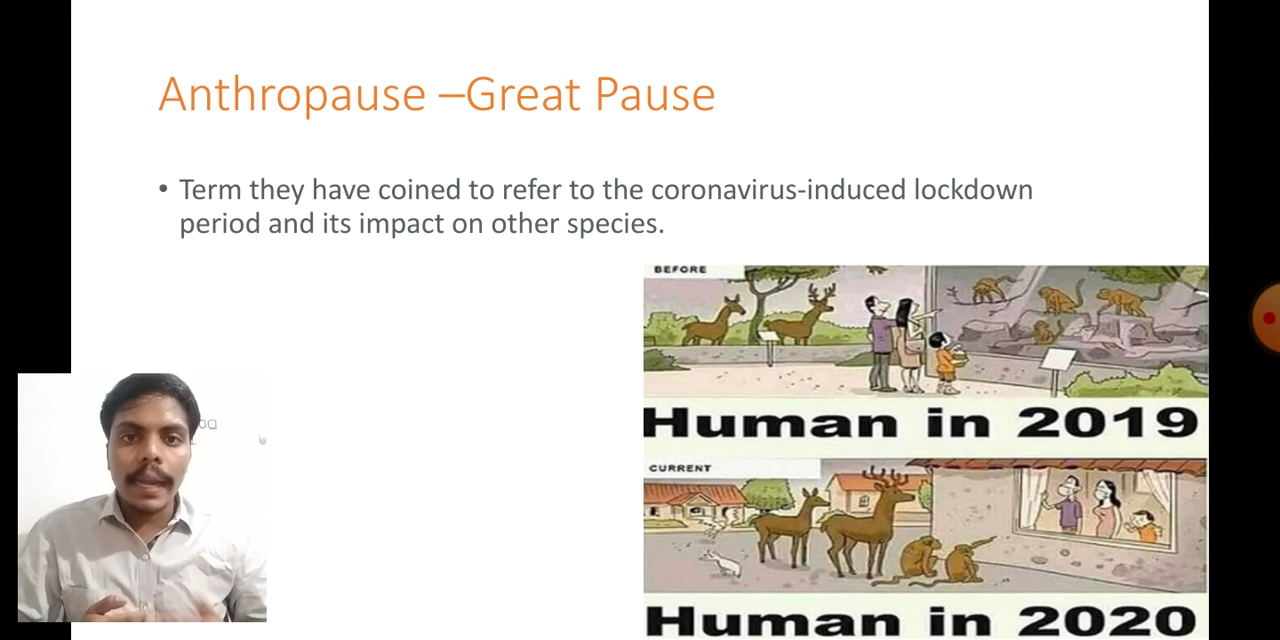 Anthropause –Great Pause
• Term they have coined to refer to the coronavirus-induced lockdown
period and its impact on other species.
BEFORE
Human in 2019
CURRENT
Human in 2020